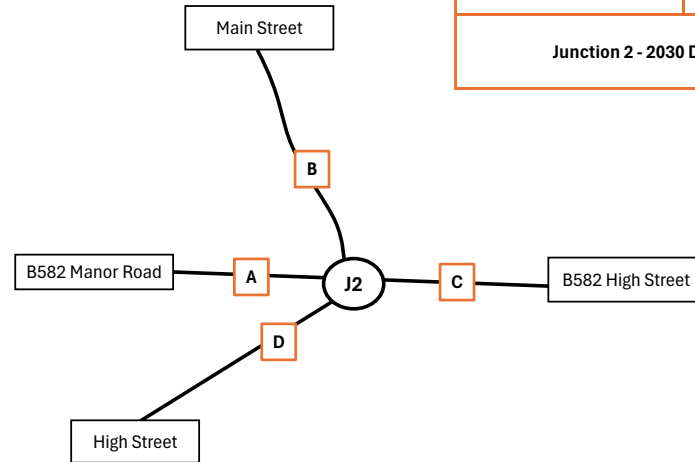 Main Street
Junction 2 - 2030 D
B
B582 Manor Road
A
J2
C
B582 High Street
D
High Street